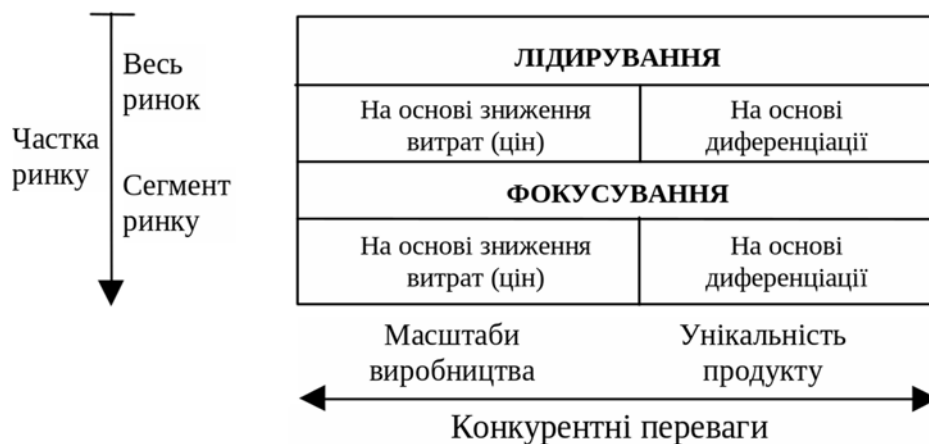 Частка
ринку
Весь
ринок
Сегмент
ринку
ЛІДИРУВАННЯ
На основі зниження
витрат (цін)
На основі
диференціації
ФОКУСУВАННЯ
На основі зниження
витрат (цін)
На основі
диференціації
Масштаби
виробництва
Унікальність
продукту
Конкурентні переваги